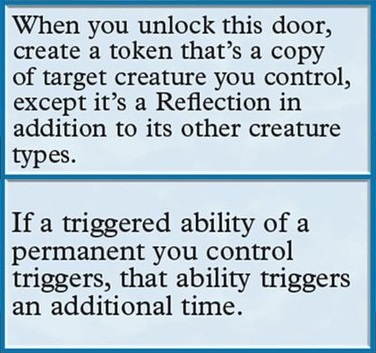 When you unlock this door,
create a token that's a copy
of target creature you control,
except it's a Reflection in
addition to its other creature
types.
If a triggered ability of a
permanent you control
triggers, that ability triggers
an additional time.